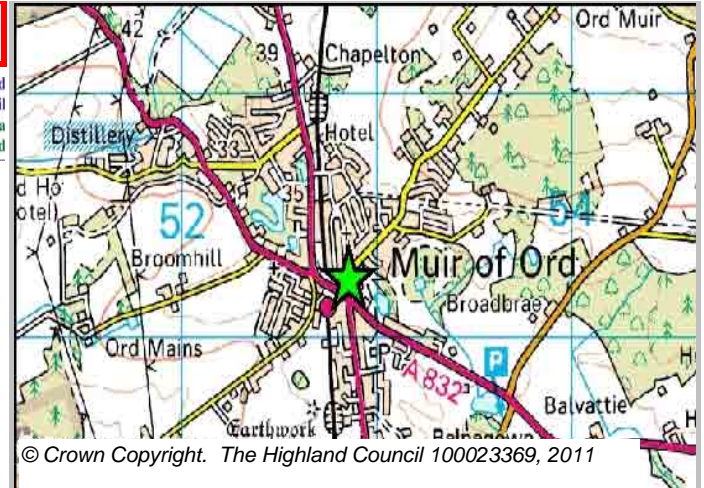 42
39
Ord Muir
Chapelton
Distillery
33
Hotel
35
52
54
Broomhill
Muir of Ord
Broadbrae
Ord Mains
P
A 832
P
Balvattie
Earthwork
© Crown Copyright. The Highland Council 100023369, 2011